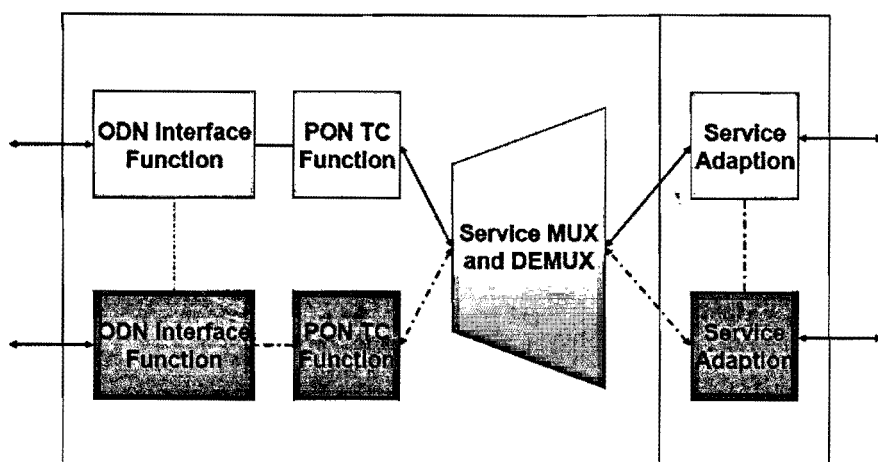 ODN Interface
Function
PON TC
Function
Service
Adaption
Service MUX
and DEMUX
ODN Interface
Function
PON TC
Function
Service
Adaption